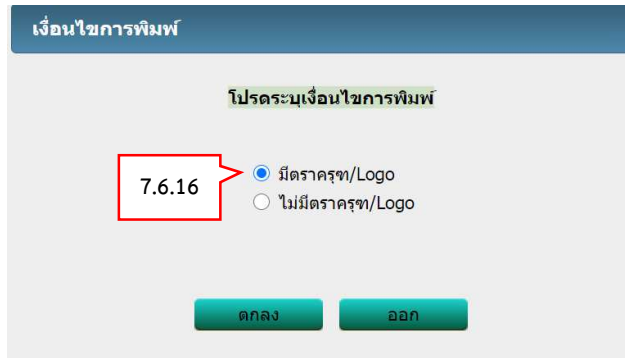 เงื่อนไขการพิมพ์
โปรดระบุเงื่อนไขการพิมพ์
7.6.16
มีตราครุฑ/Logo
ไม่มีตราครุฑ/Logo
ตกลง
ออก